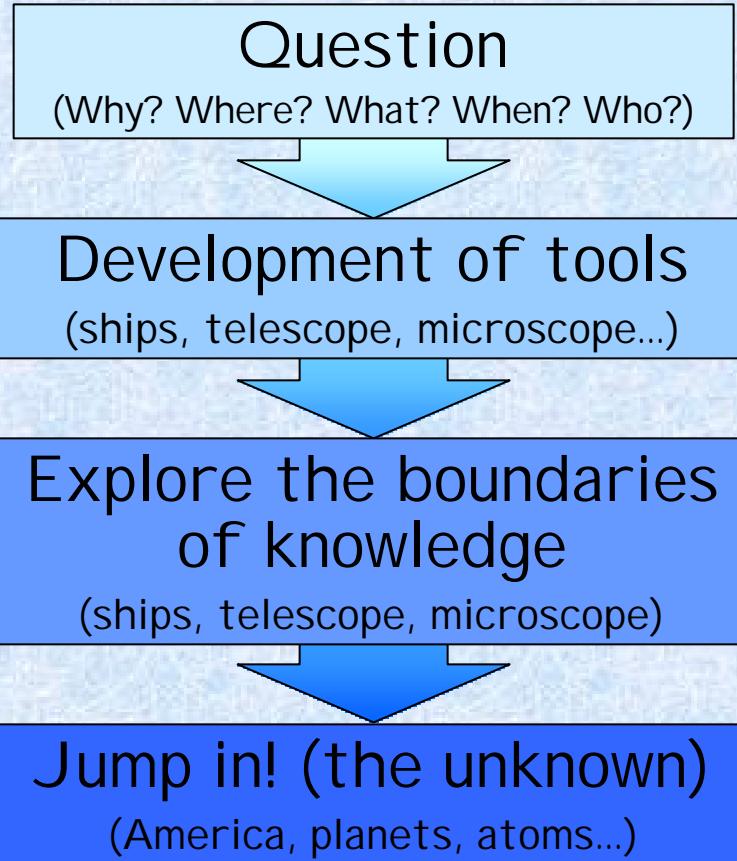 Question
(Why? Where? What? When? Who?)
Development of tools
(ships, telescope, microscope...)
Explore the boundaries
of knowledge
(ships, telescope, microscope)
Jump in! (the unknown)
(America, planets, atoms...)